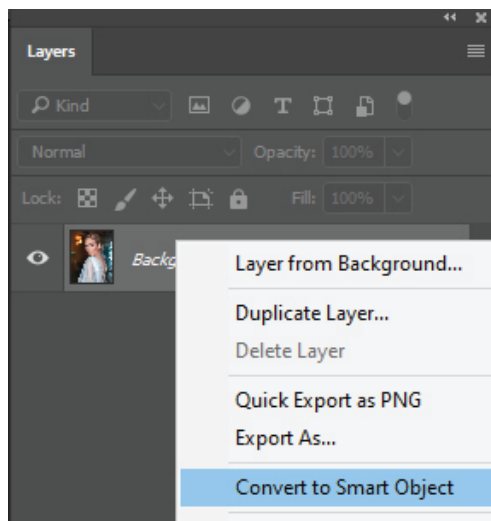 Layers
Kind
Normal Opacity: 100%
Lock: Fill: 100%
Backg
Layer from Background...
Duplicate Layer...
Delete Layer
Quick Export as PNG
Export As...
Convert to Smart Object